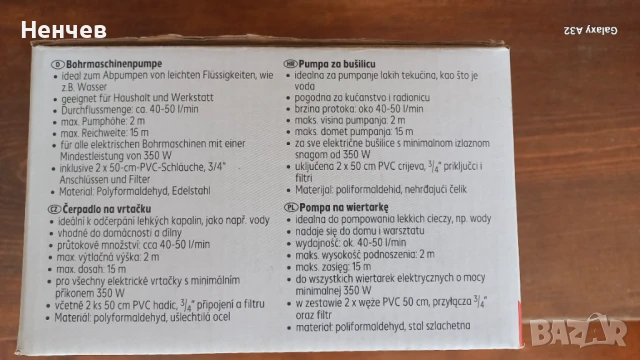 Ненчев
Galaxy A32
D Bohrmaschinenpumpe
• ideal zum Abpumpen von leichten Flüssigkeiten, wie
z.B. Wasser
• geeignet für Haushalt und Werkstatt
• Durchflussmenge: ca. 40-50 l/min
• max. Pumphöhe: 2 m
• max. Reichweite: 15 m
• für alle elektrischen Bohrmaschinen mit einer
Mindestleistung von 350 W
• inklusive 2 x 50-cm-PVC-Schläuche, 3/4"
Anschlüssen und Filter
• Material: Polyformaldehyd, Edelstahl
CZ Čerpadlo na vrtačku
• ideální k odčerpání lehkých kapalin, jako např. vody
• vhodné do domácnosti a dílny
• průtokové množství: cca 40-50 l/min
• max. výtlačná výška: 2 m
• max. dosah: 15 m
• pro všechny elektrické vrtačky s minimálním
příkonem 350 W
• včetně 2 ks 50 cm PVC hadic, 3/4" připojení a filtru
• Materiál: polyformaldehyd, ušlechtilá ocel
HR Pumpa za bušilicu
• idealna za pumpanje lakih tekućina, kao što je
voda
• pogodna za kućanstvo i radionicu
• brzina protoka: oko 40-50 l/min
• maks. visina pumpanja: 2 m
• maks. domet pumpanja: 15 m
• za sve električne bušilice s minimalnom izlaznom
snagom od 350 W
• uključena 2 x 50 cm PVC crijeva, 3/4" priključci i
filtri
• Materijal: poliformaldehid, nehrđajući čelik
PL Pompa na wiertarkę
• idealna do pompowania lekkich cieczy, np. wody
• nadaje się do domu i warsztatu
• wydajność: ok. 40-50 l/min
• maks. wysokość podnoszenia: 2 m
• maks. zasięg: 15 m
• do wszystkich wiertarek elektrycznych o mocy
minimalnej 350 W
• w zestawie 2 x węże PVC 50 cm, przyłącza 3/4"
oraz filtr
• materiał: poliformaldehyd, stal szlachetna
BAZAR
bg